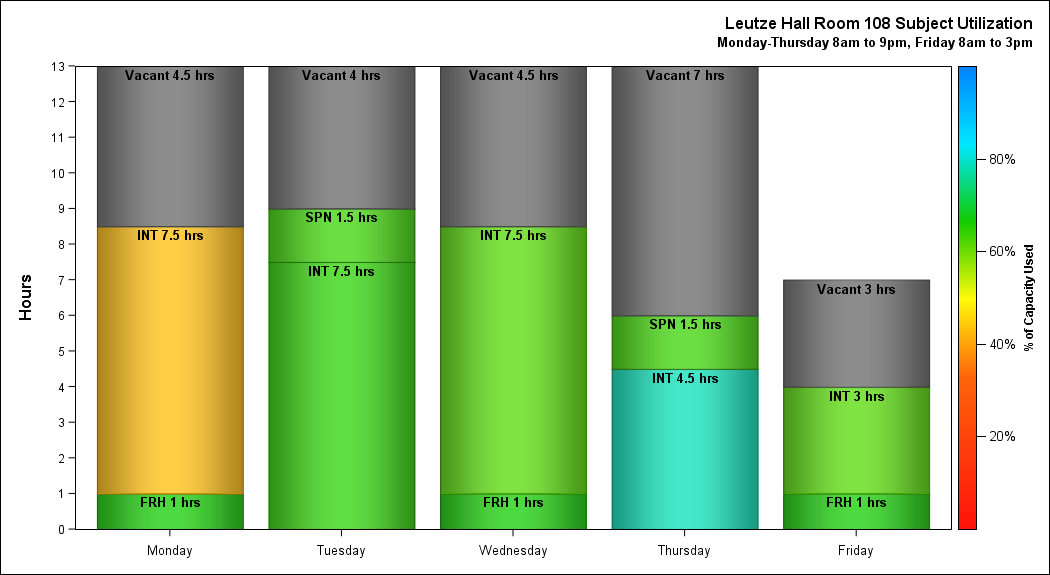 Leutze Hall Room 108 Subject Utilization
Monday-Thursday 8am to 9pm, Friday 8am to 3pm
Hours
13
12
11
10
9
8
7
6
5
4
3
2
1
0
Vacant 4.5 hrs
INT 7.5 hrs
FRH 1 hrs
Vacant 4 hrs
SPN 1.5 hrs
INT 7.5 hrs
Vacant 4.5 hrs
INT 7.5 hrs
FRH 1 hrs
Vacant 7 hrs
SPN 1.5 hrs
INT 4.5 hrs
Vacant 3 hrs
INT 3 hrs
FRH 1 hrs
Monday
Tuesday
Wednesday
Thursday
Friday
80%
60%
40%
20%
% of Capacity Used